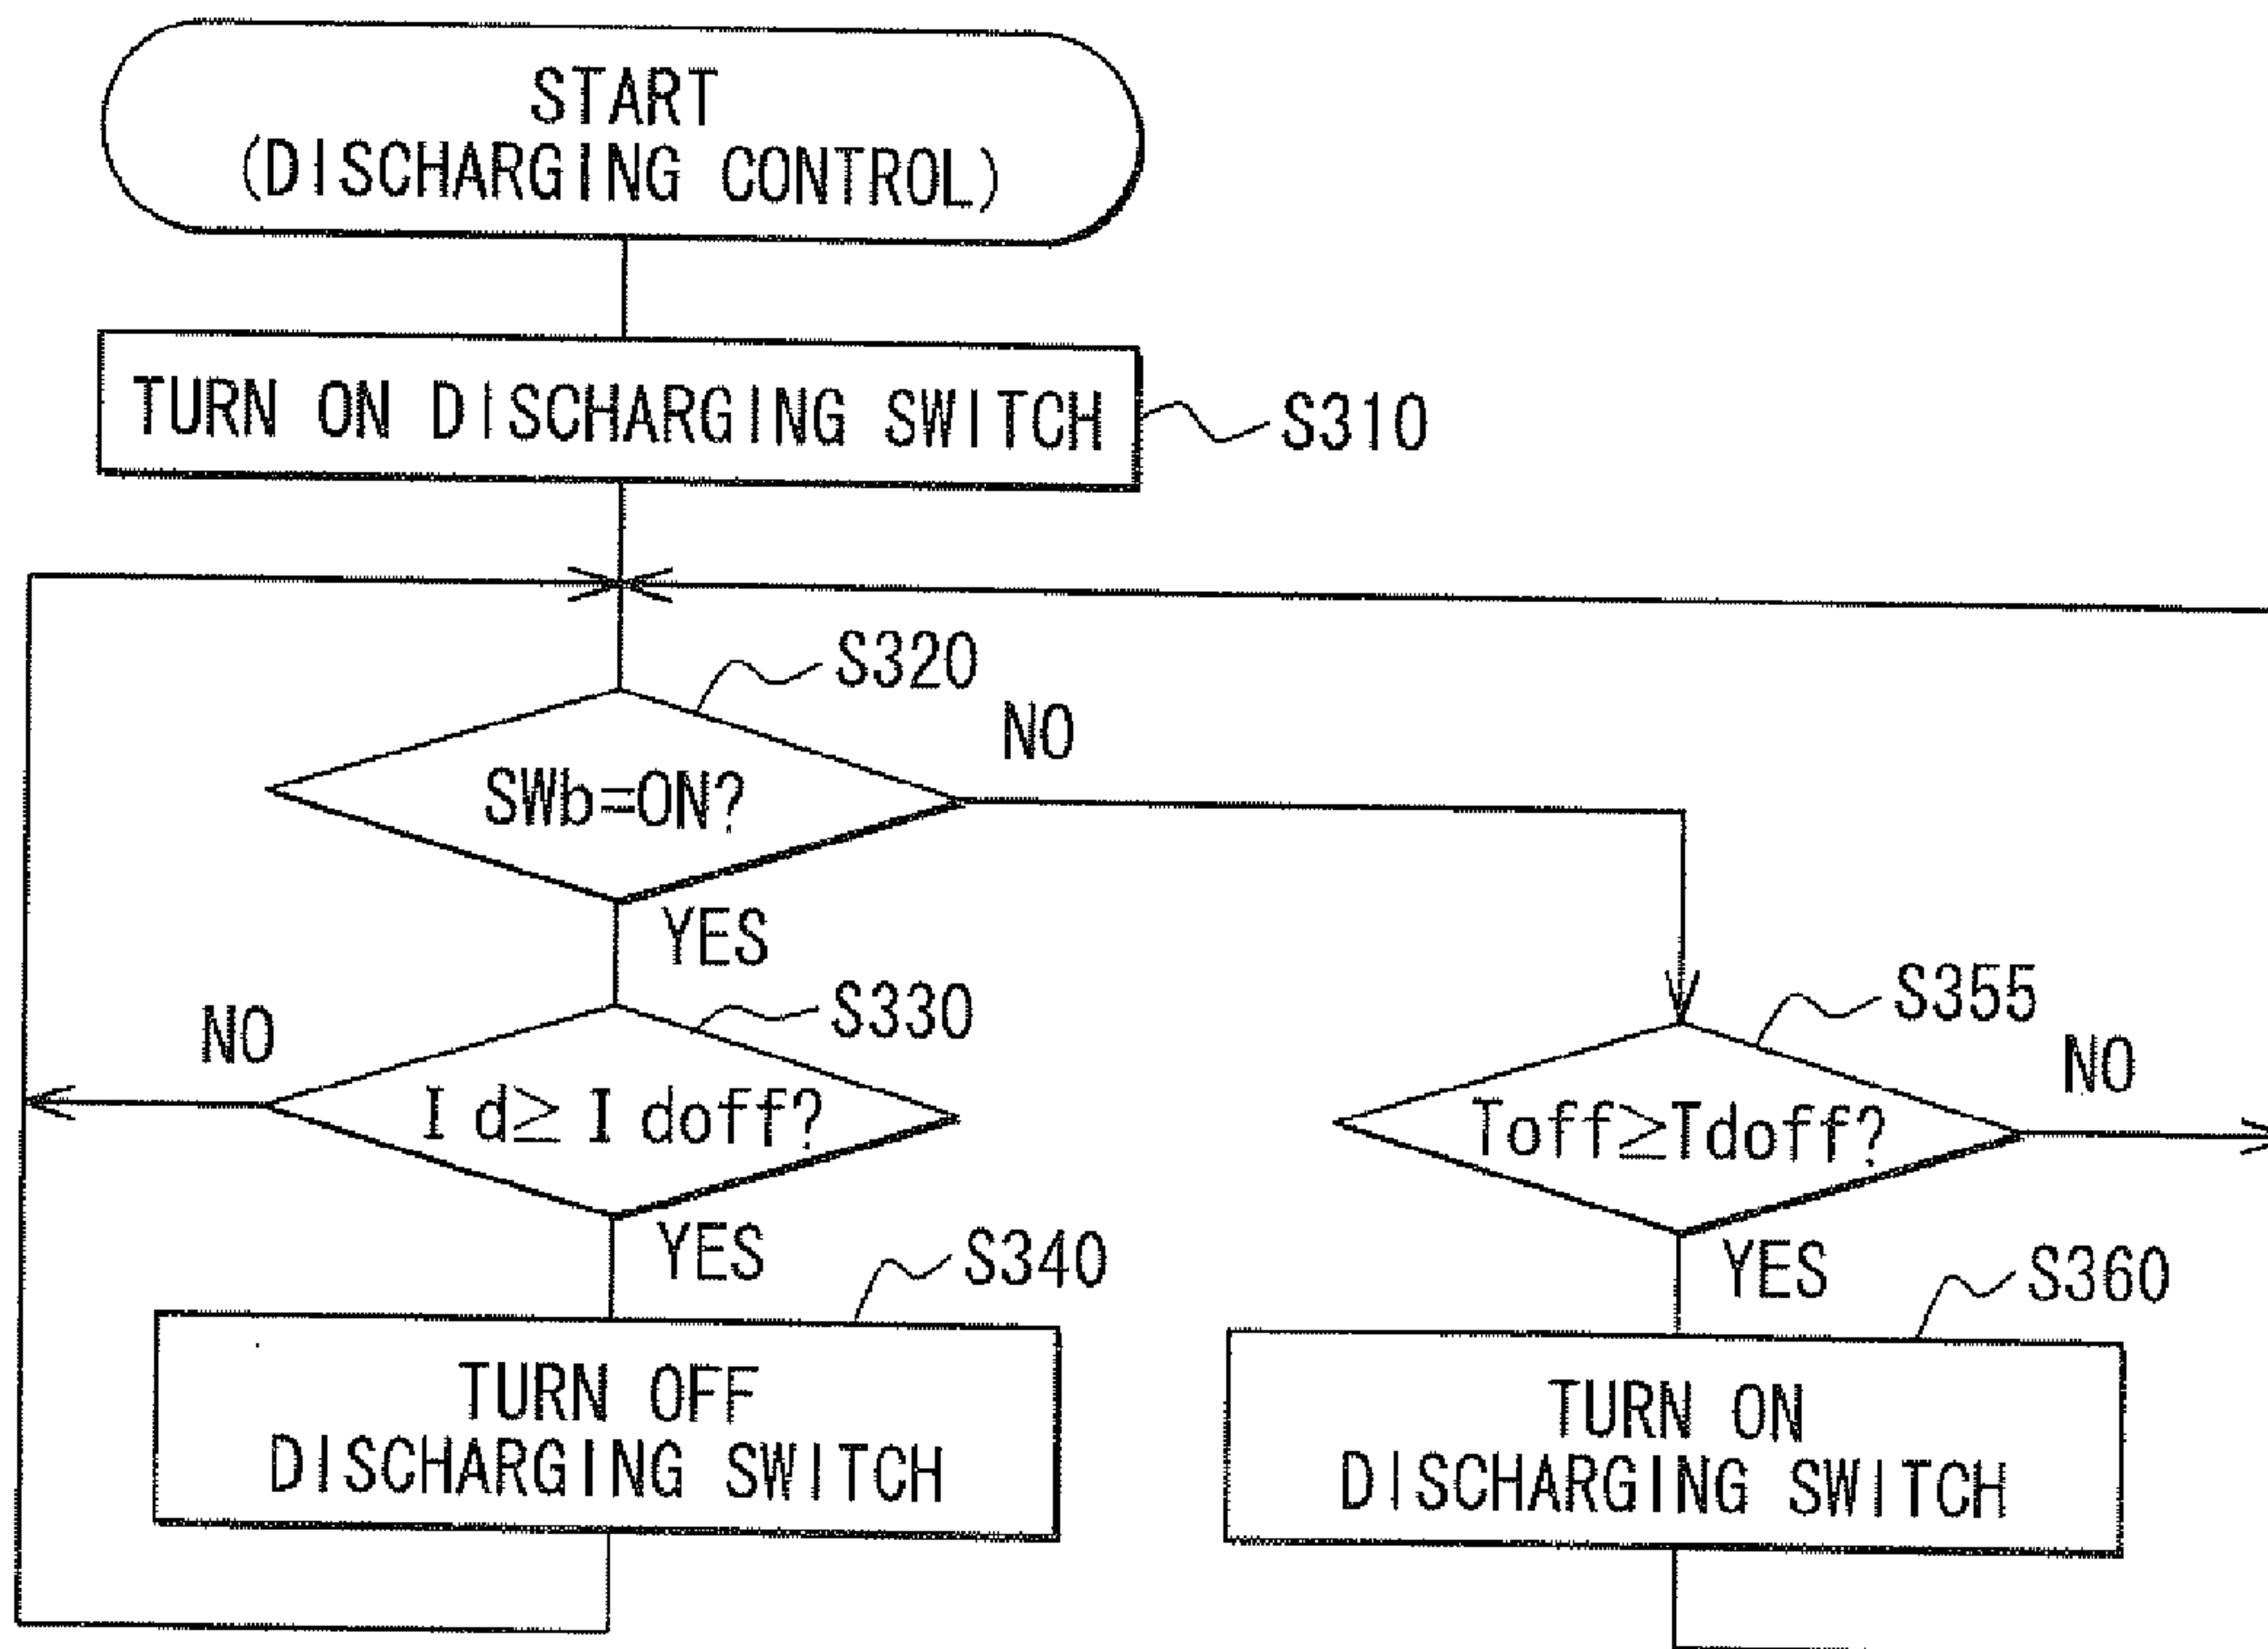 START
(DISCHARGING CONTROL)
TURN ON DISCHARGING SWITCH
S310
S320
NO
SWb=ON?
YES
S330
NO
Id≥Idoff?
YES
S355
NO
Toff≥Tdoff?
YES
S340
TURN OFF
DISCHARGING SWITCH
S360
TURN ON
DISCHARGING SWITCH